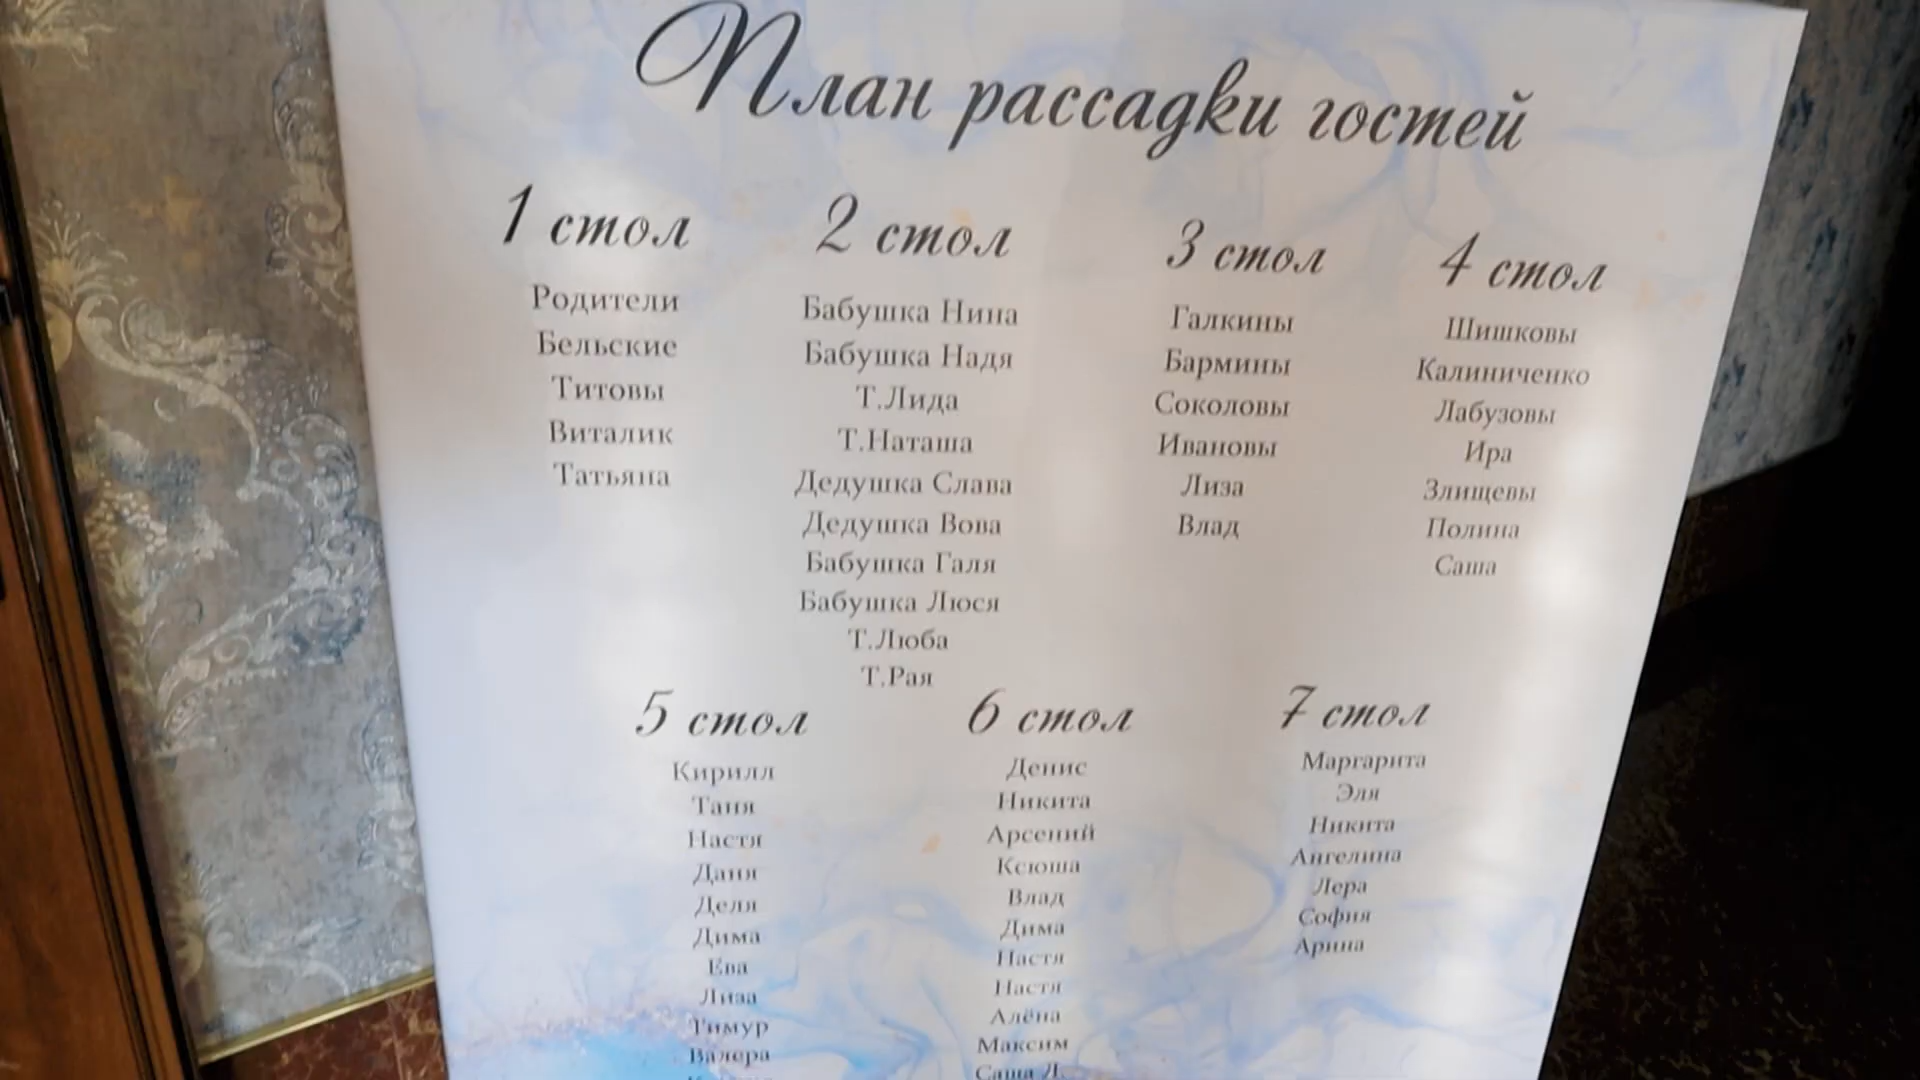 План рассадки гостей
1 стол
Родители
Бельские
Титовы
Виталик
Татьяна
2 стол
Бабушка Нина
Бабушка Надя
Т.Лида
Т.Наташа
Дедушка Слава
Дедушка Вова
Бабушка Галя
Бабушка Люся
Т.Люба
Т.Рая
3 стол
Галкины
Бармины
Соколовы
Ивановы
Лиза
Влад
4 стол
Шишковы
Калиниченко
Лабузовы
Ира
Злищевы
Полина
Саша
5 стол
Кирилл
Таня
Настя
Даня
Деля
Дима
Ева
Лиза
Тимур
Валера
6 стол
Денис
Никита
Арсений
Ксюша
Влад
Дима
Настя
Настя
Алёна
Максим
Саша Л.
7 стол
Маргарита
Эля
Никита
Ангелина
Лера
София
Арина